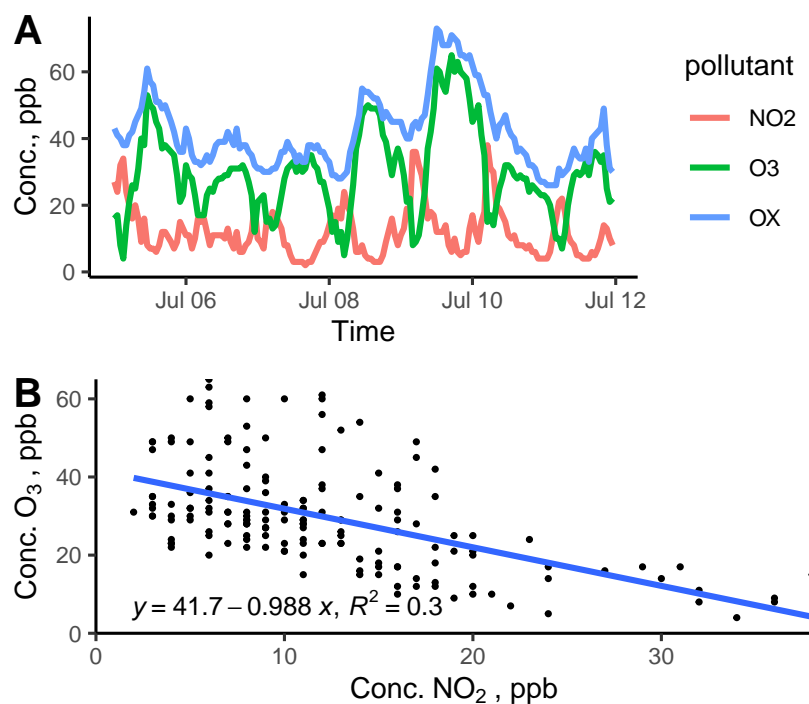 A
Conc., ppb
60
40
20
0
Jul 06
Jul 08
Jul 10
Jul 12
Time
pollutant
NO2
O3
OX
B
Conc. O₃ , ppb
60
40
20
0
y = 41.7 − 0.988 x, R² = 0.3
0
10
20
30
Conc. NO₂ , ppb